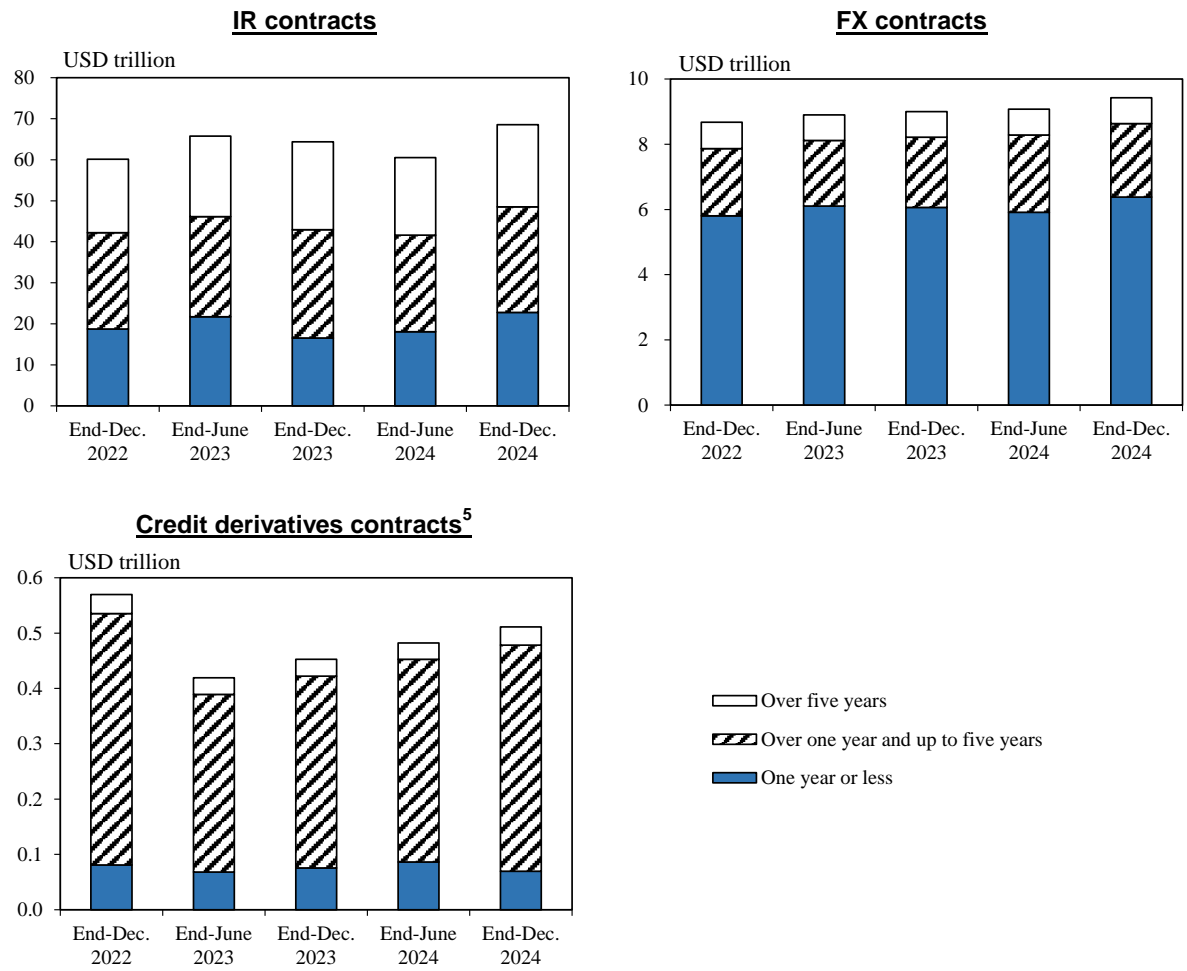 IR contracts
USD trillion
80
70
60
50
40
30
20
10
0
End-Dec. End-June End-Dec. End-June End-Dec.
2022 2023 2023 2024 2024
FX contracts
USD trillion
10
8
6
4
2
0
End-Dec. End-June End-Dec. End-June End-Dec.
2022 2023 2023 2024 2024
Credit derivatives contracts⁵
USD trillion
0.6
0.5
0.4
0.3
0.2
0.1
0.0
End-Dec. End-June End-Dec. End-June End-Dec.
2022 2023 2023 2024 2024
Over five years
Over one year and up to five years
One year or less